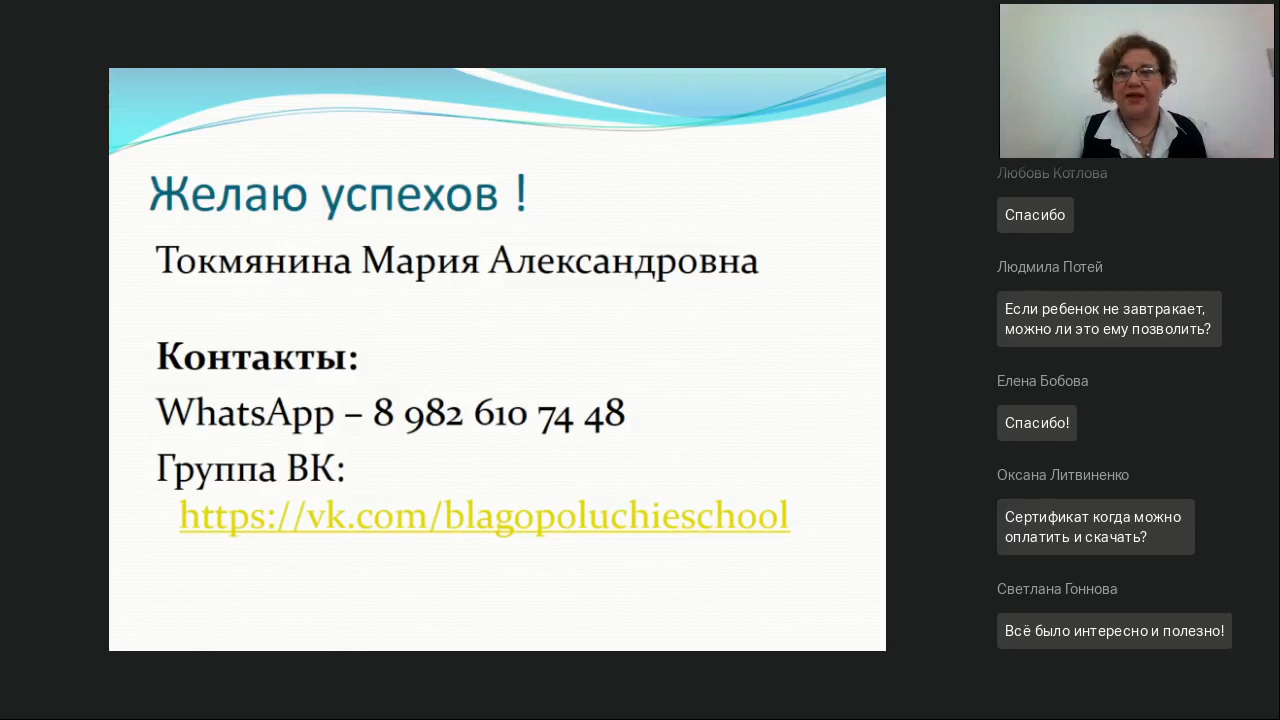 Желаю успехов !
Токмянина Мария Александровна
Контакты:
WhatsApp – 8 982 610 74 48
Группа ВК:
https://vk.com/blagopoluchieschool
Любовь Котлова
Спасибо
Людмила Потей
Если ребенок не завтракает,
можно ли это ему позволить?
Елена Бобова
Спасибо!
Оксана Литвиненко
Сертификат когда можно
оплатить и скачать?
Светлана Гоннова
Всё было интересно и полезно!